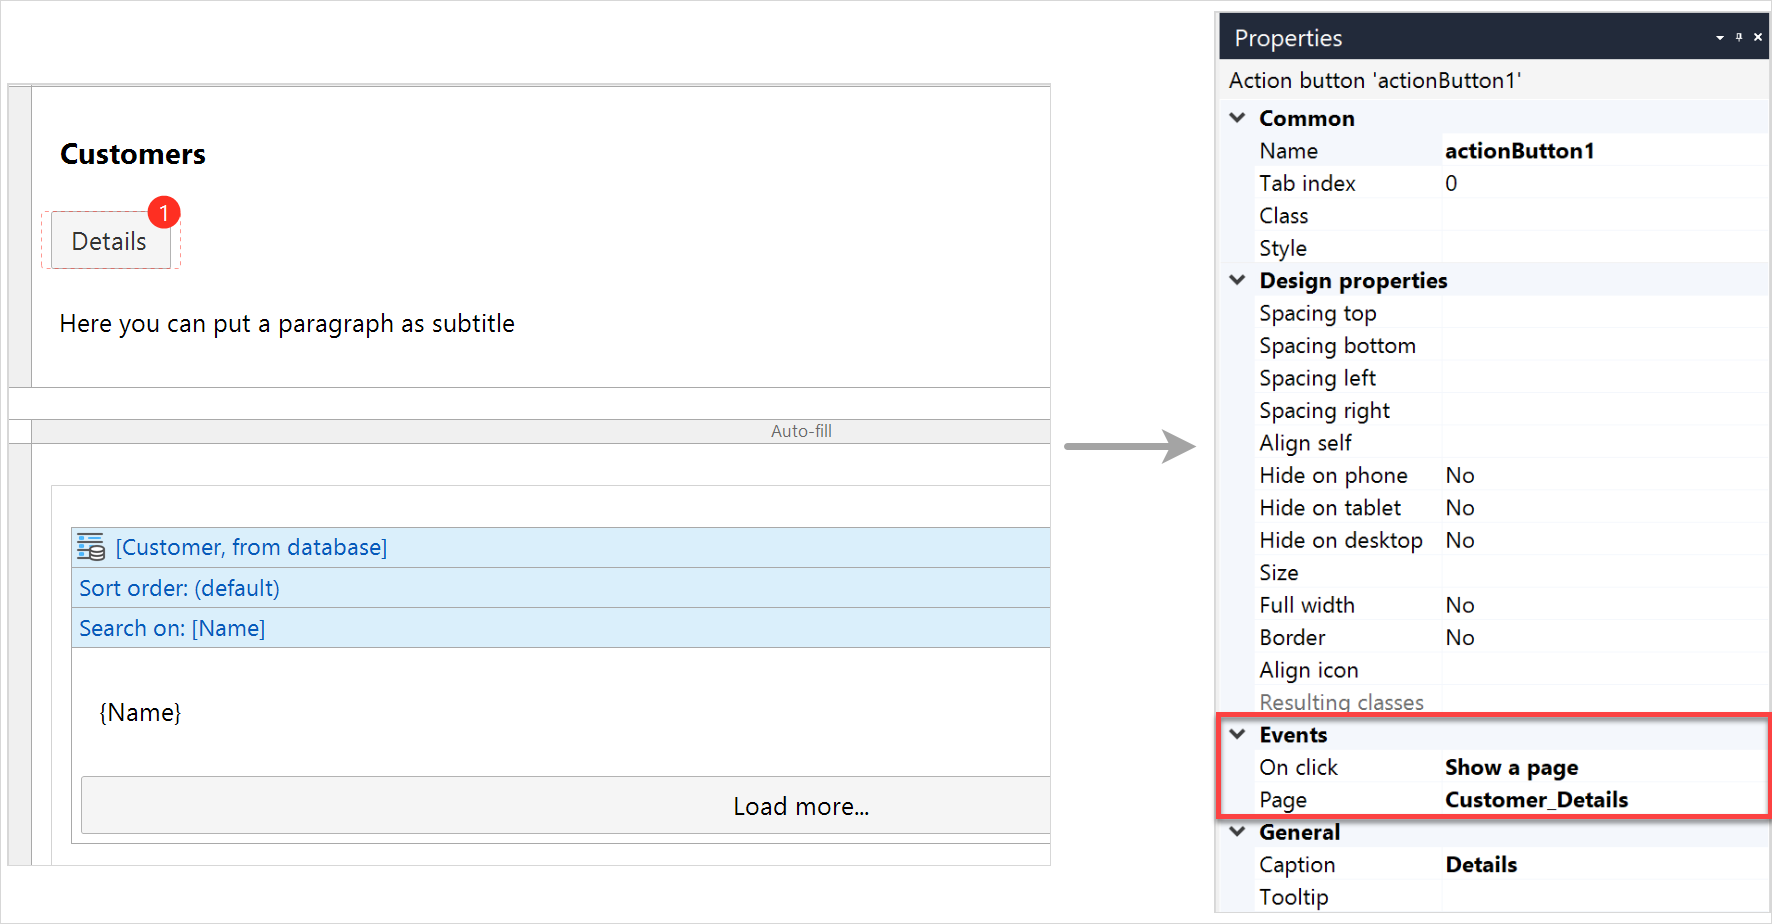 Customers
1
Details
Here you can put a paragraph as subtitle
Auto-fill
[Customer, from database]
Sort order: (default)
Search on: [Name]
{Name}
Load more...
Properties
Action button 'actionButton1'
Common
Name actionButton1
Tab index 0
Class
Style
Design properties
Spacing top
Spacing bottom
Spacing left
Spacing right
Align self
Hide on phone No
Hide on tablet No
Hide on desktop No
Size
Full width No
Border No
Align icon
Resulting classes
Events
On click Show a page
Page Customer_Details
General
Caption Details
Tooltip